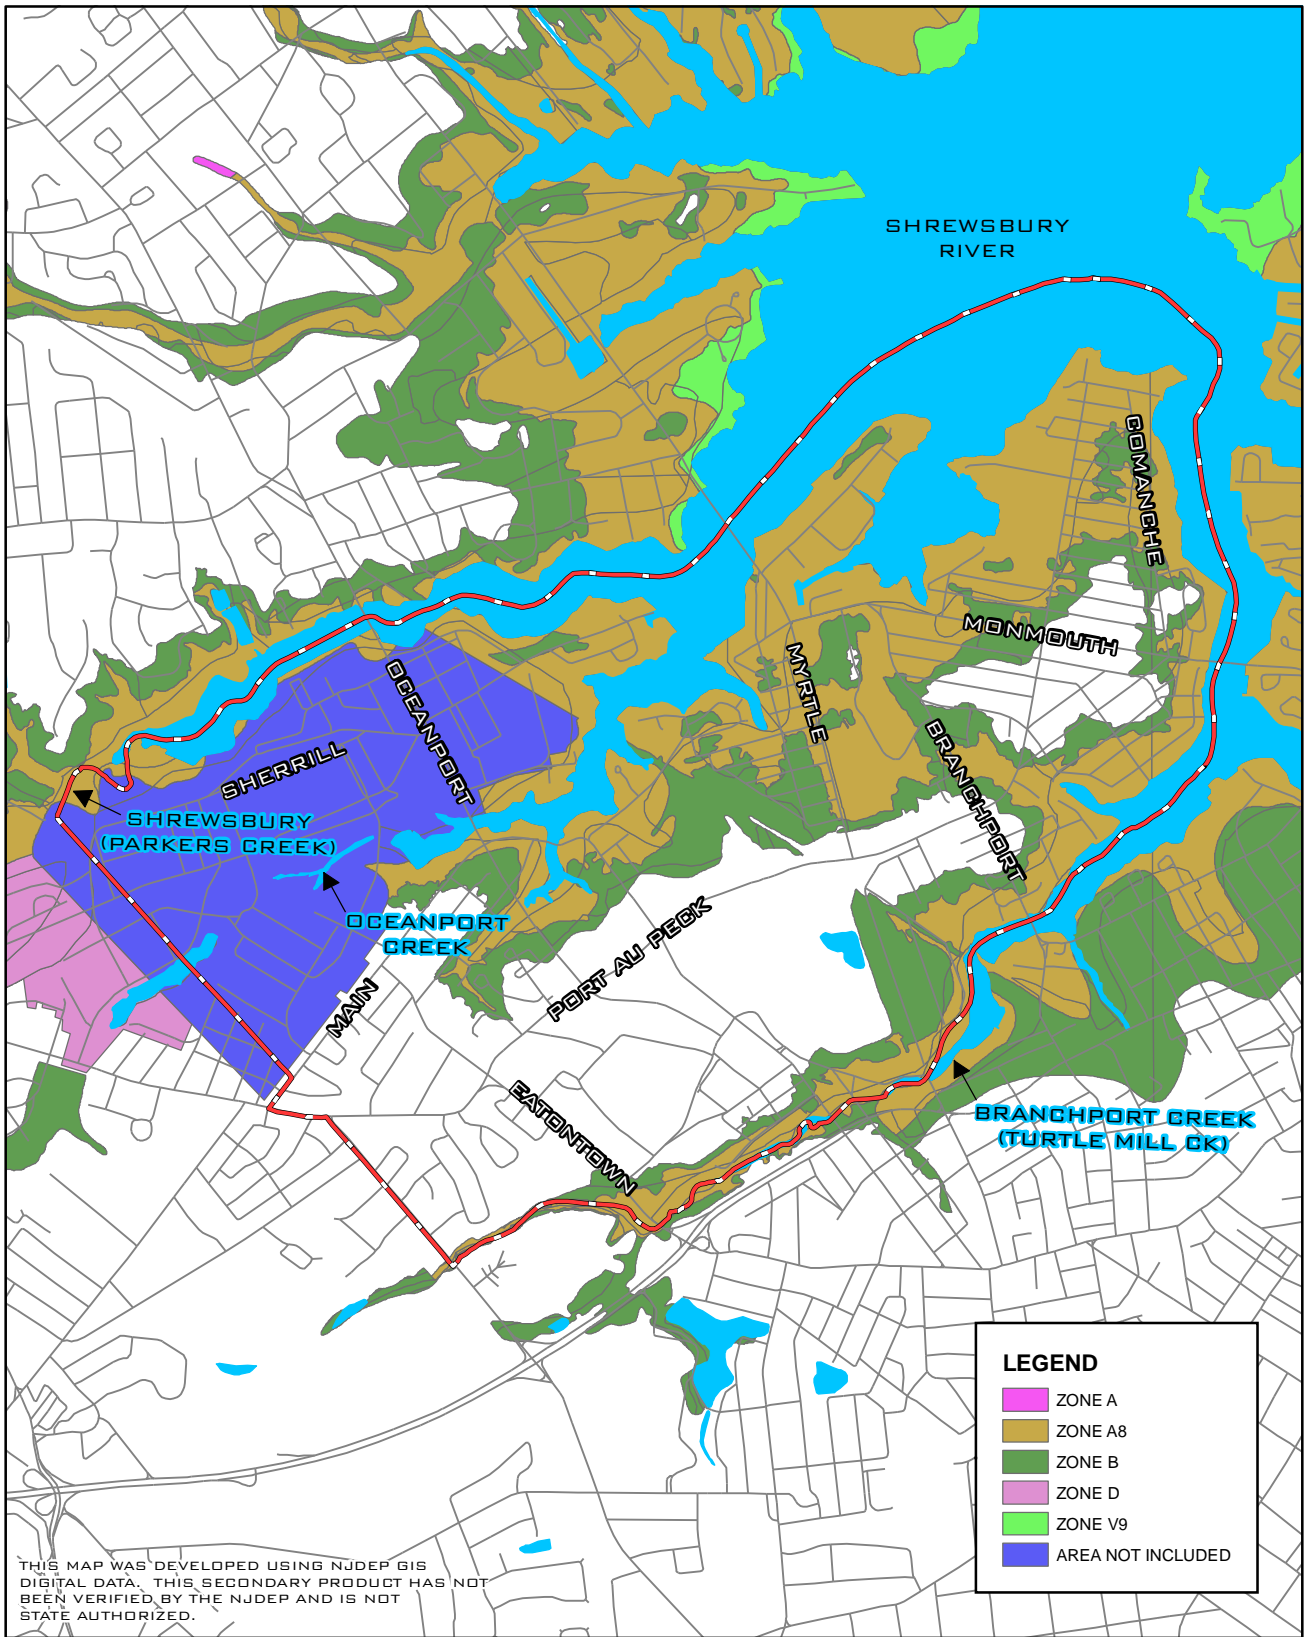 SHREWSBURY
RIVER
COMANCHE
MONMOUTH
MYRTLE
OCEANPORT
BRANCHPORT
SHERRILL
SHREWSBURY
(PARKERS CREEK)
OCEANPORT
CREEK
PORT AU PECK
MAIN
EATONTOWN
BRANCHPORT CREEK
(TURTLE MILL CK)
LEGEND
ZONE A
ZONE A8
ZONE B
ZONE D
ZONE V9
AREA NOT INCLUDED
THIS MAP WAS DEVELOPED USING NJDEP GIS
DIGITAL DATA. THIS SECONDARY PRODUCT HAS NOT
BEEN VERIFIED BY THE NJDEP AND IS NOT
STATE AUTHORIZED.